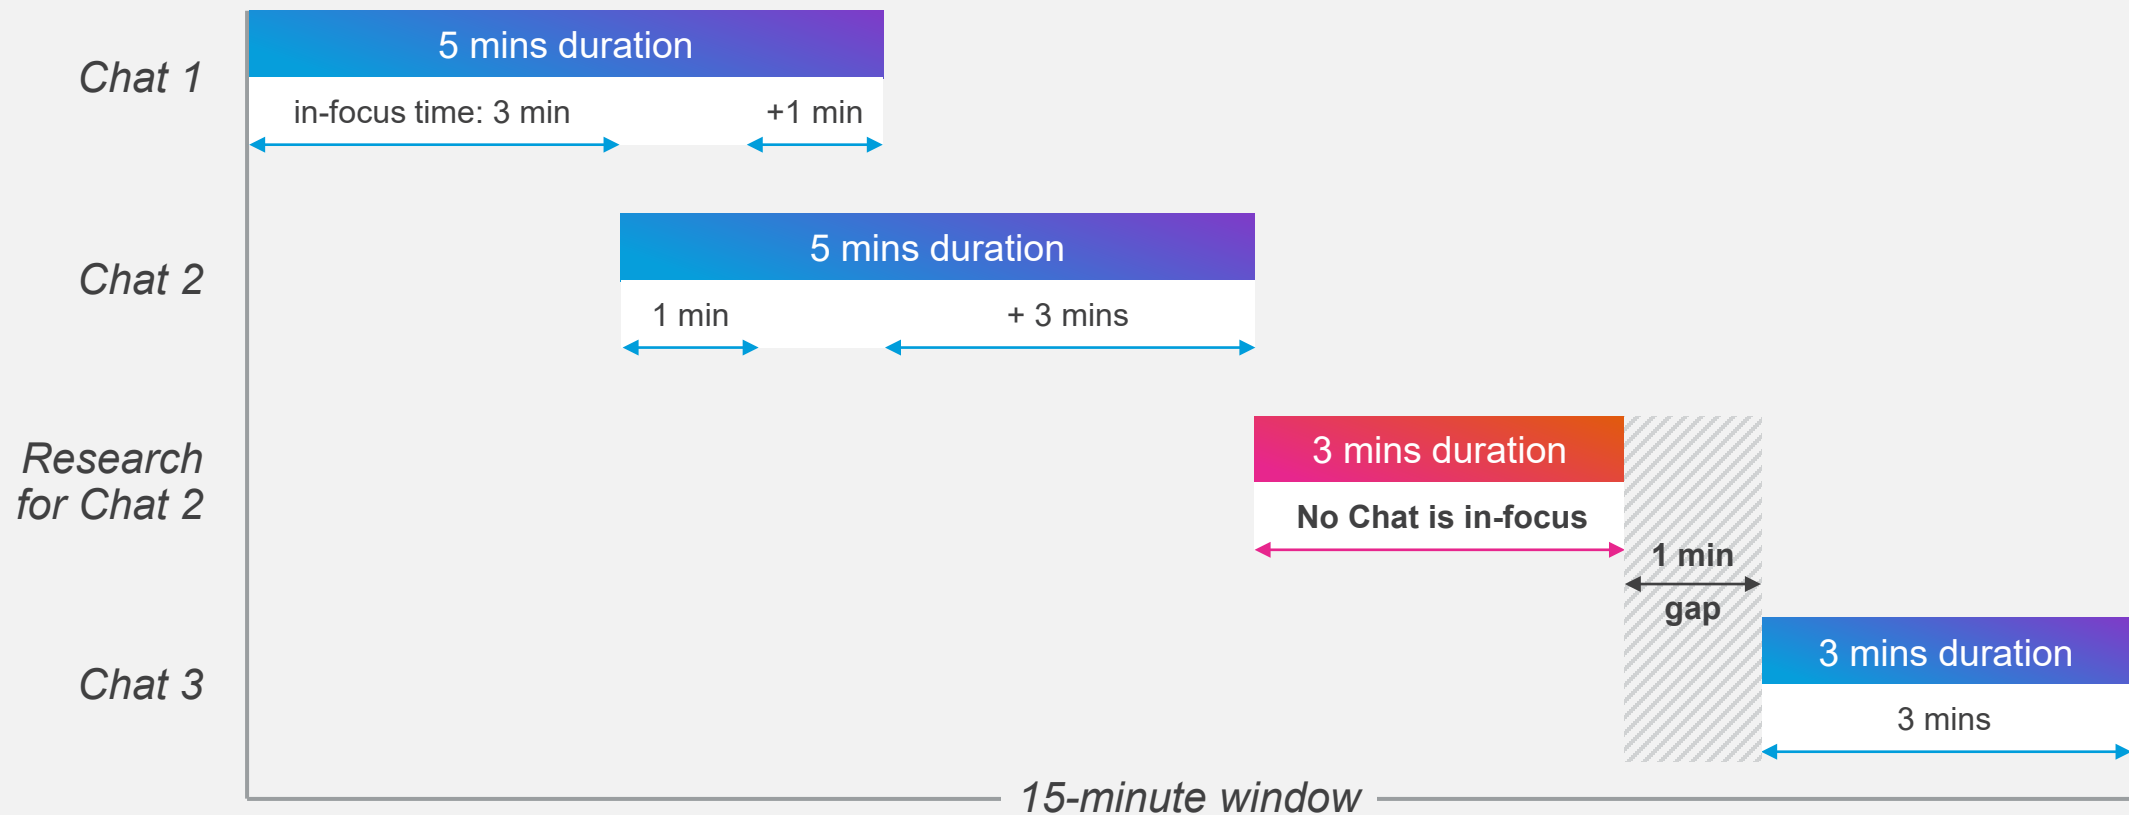 Chat 1
5 mins duration
in-focus time: 3 min
+1 min
Chat 2
5 mins duration
1 min
+ 3 mins
Research
for Chat 2
3 mins duration
No Chat is in-focus
1 min
gap
Chat 3
3 mins duration
3 mins
15-minute window